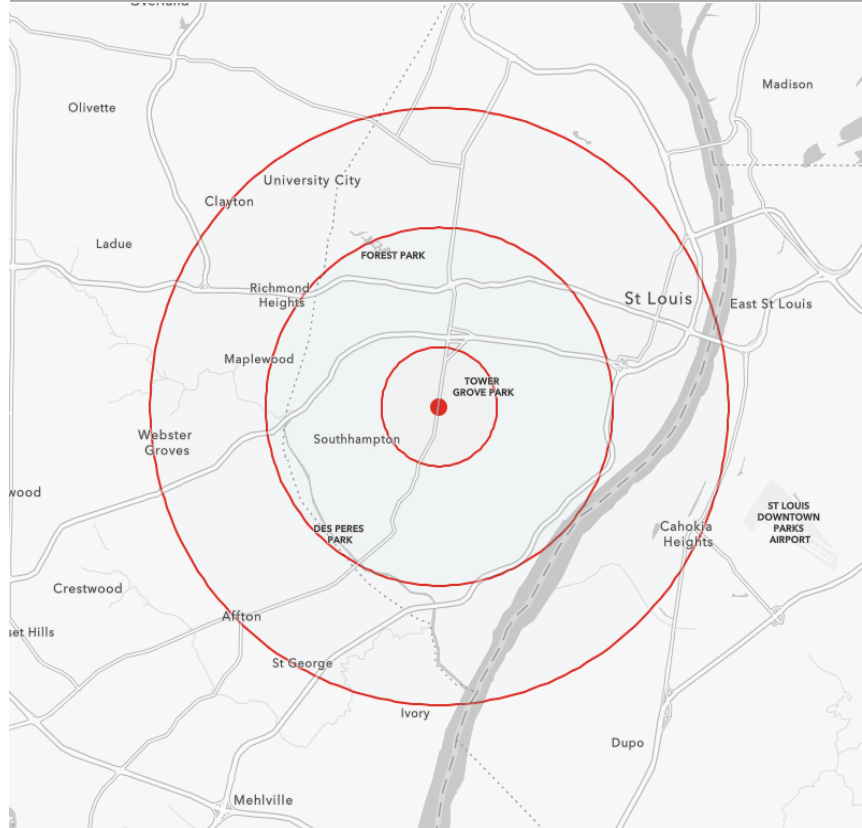 Overland
Madison
Olivette
University City
Clayton
Ladue
FOREST PARK
Richmond
Heights
St Louis
East St Louis
Maplewood
TOWER
GROVE PARK
Southhampton
Webster
Groves
wood
ST LOUIS
DOWNTOWN
PARKS
AIRPORT
DES PERES
PARK
Cahokia
Heights
Crestwood
Affton
set Hills
St George
Ivory
Dupo
Mehlville